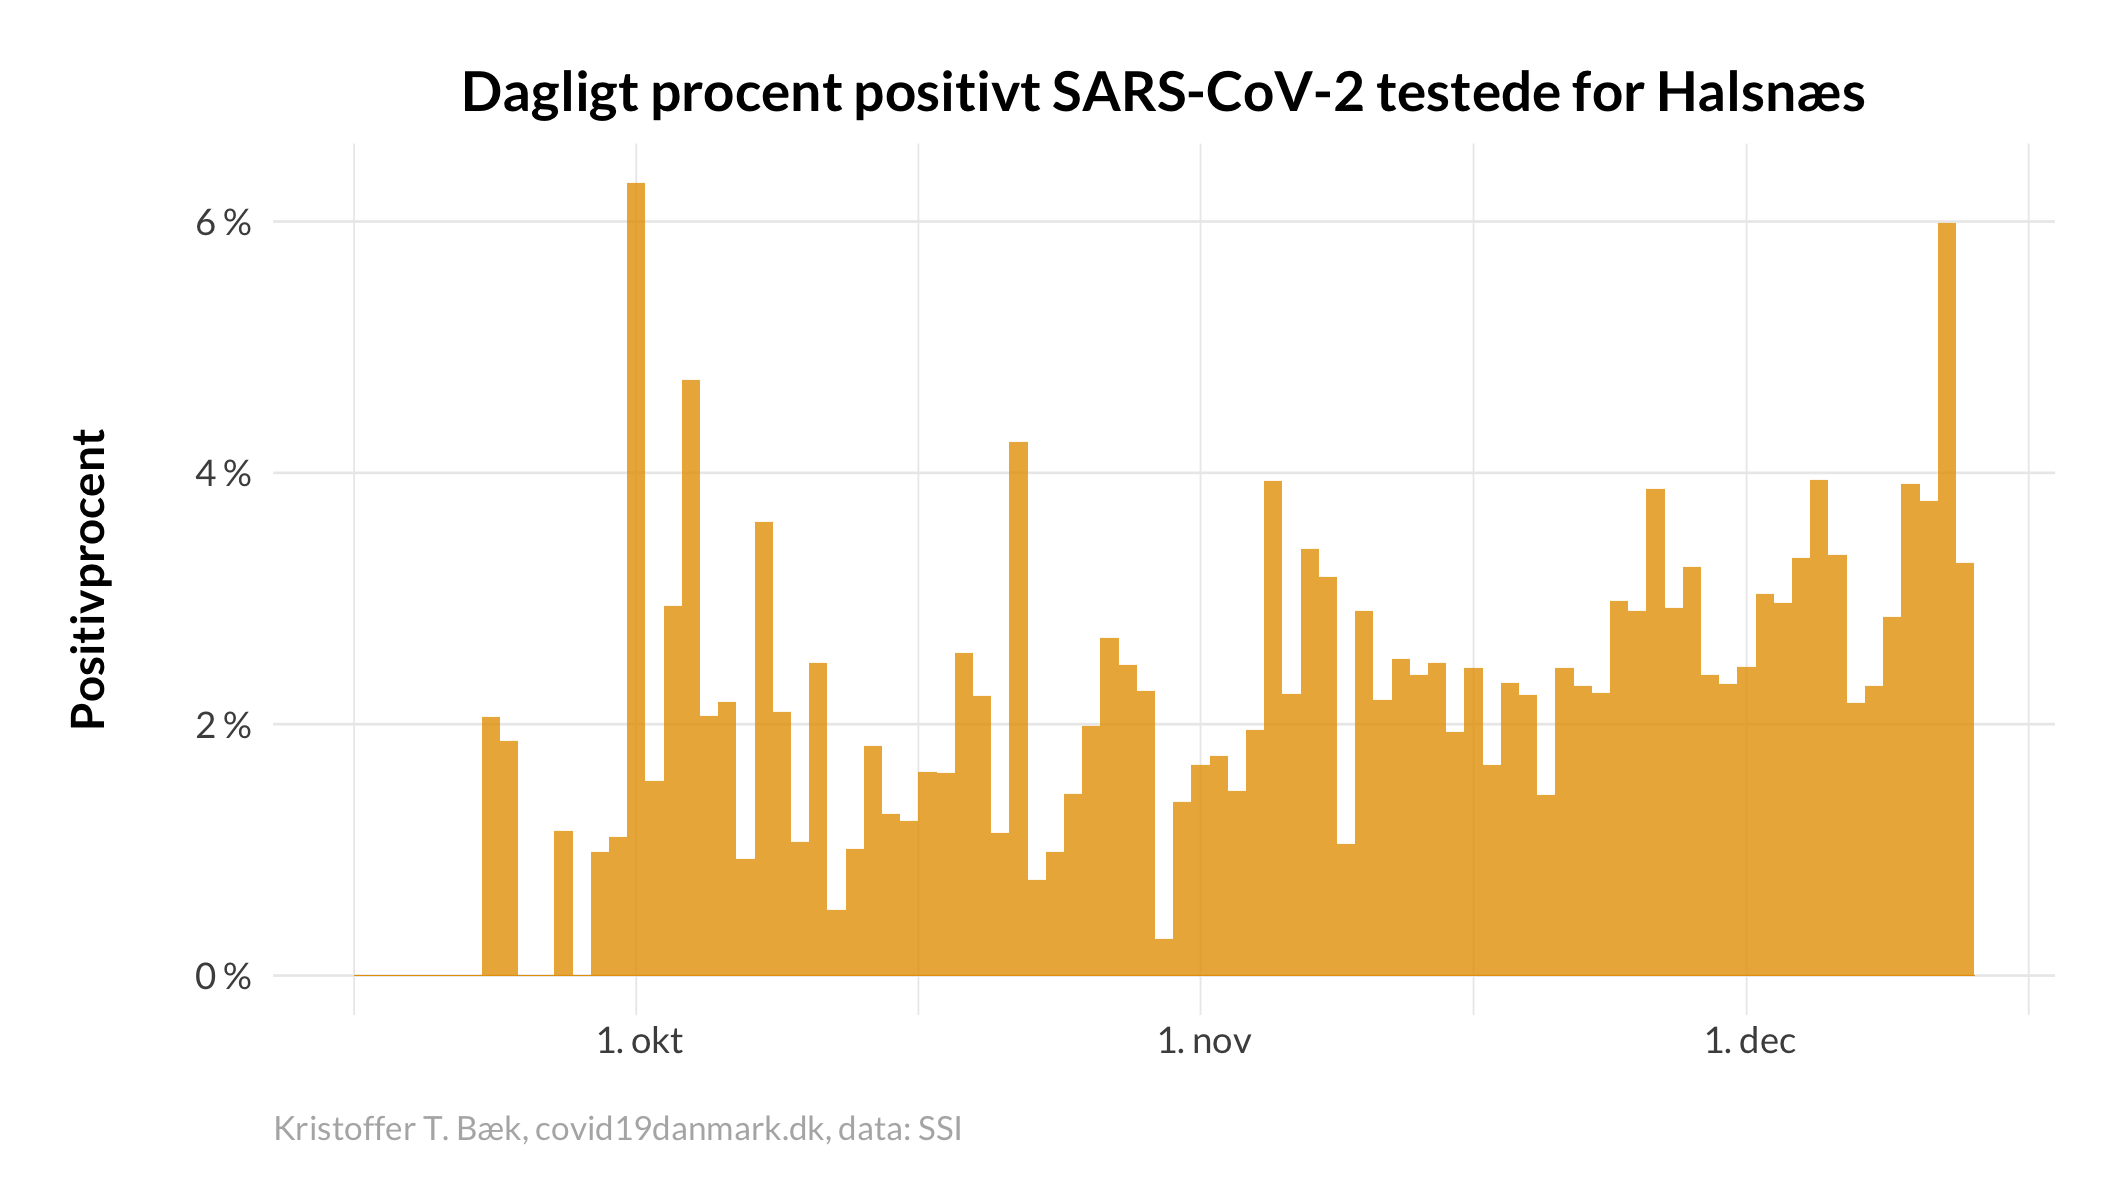 Dagligt procent positivt SARS-CoV-2 testede for Halsnæs
Positivprocent
6 %
4 %
2 %
0 %
1. okt
1. nov
1. dec
Kristoffer T. Bæk, covid19danmark.dk, data: SSI